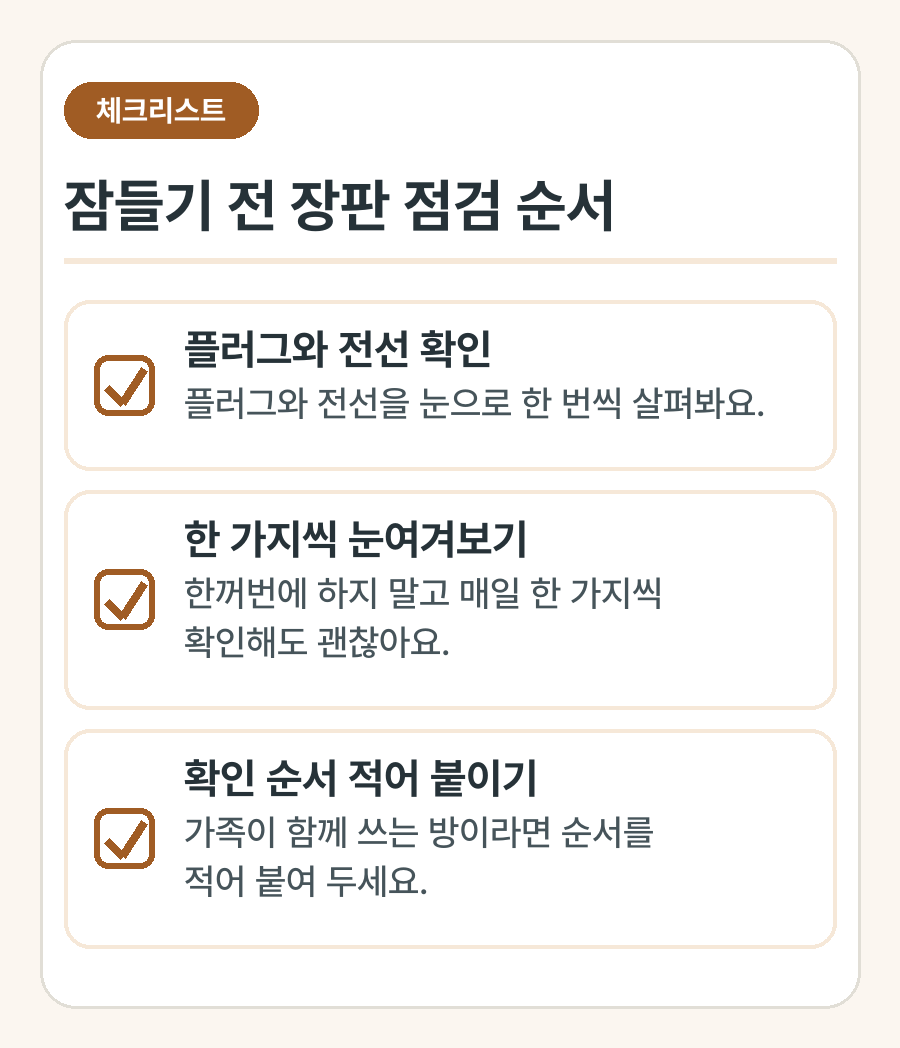 체크리스트
잠들기 전 장판 점검 순서
플러그와 전선 확인
플러그와 전선을 눈으로 한 번씩 살펴봐요.
한 가지씩 눈여겨보기
한꺼번에 하지 말고 매일 한 가지씩
확인해도 괜찮아요.
확인 순서 적어 붙이기
가족이 함께 쓰는 방이라면 순서를
적어 붙여 두세요.